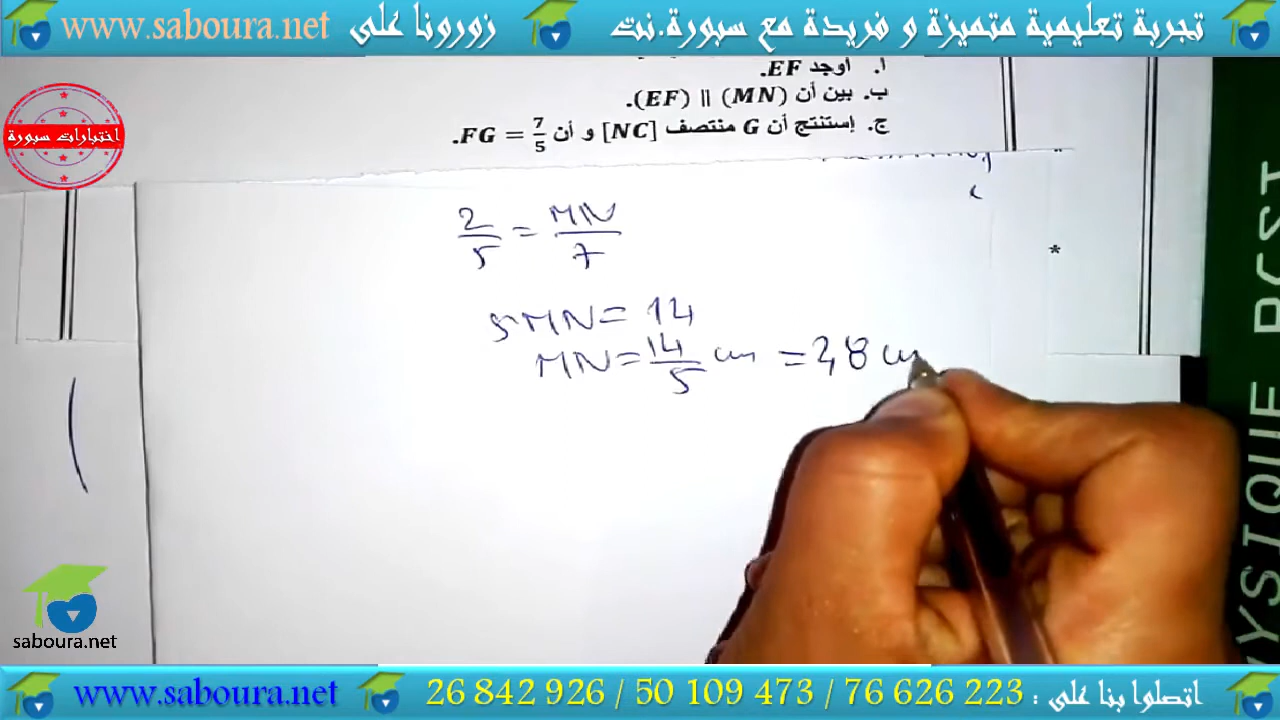 www.saboura.net زورونا على تجربة تعليمية متميزة و فريدة مع سبورة.نت
أ. أوجد EF.
ب. بين أن (MN) || (EF).
ج. إستنتج أن G منتصف [NC] و أن FG = 7/5.
اختبارات سبورة
2/5 = MN/7
5MN = 14
MN = 14/5 cm = 2,8 cm
saboura.net
PHYSIQUE PCST
www.saboura.net اتصلوا بنا على : 26 842 926 / 50 109 473 / 76 626 223